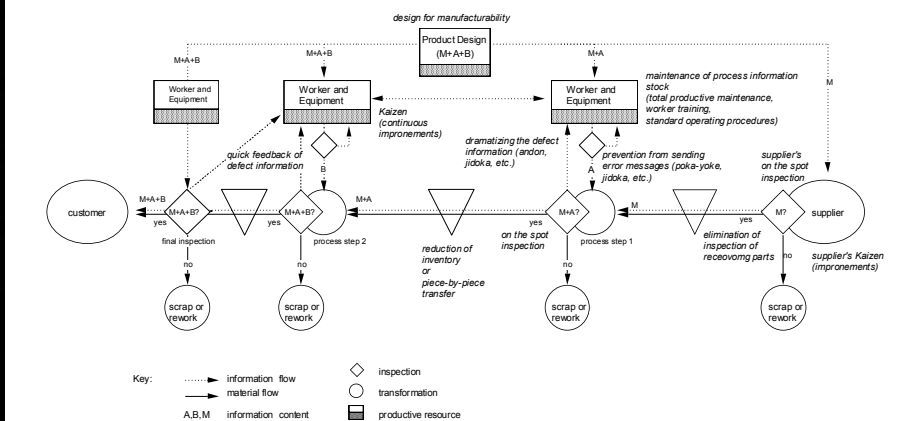 design for manufacturability
Product Design
(M+A+B)
M+A+B
M+A+B
M+A
M
Worker and
Equipment
Worker and
Equipment
Worker and
Equipment
Kaizen
(continuous
impronements)
maintenance of process information
stock
(total productive maintenance,
worker training,
standard operating procedures)
dramatizing the defect
information (andon,
jidoka, etc.)
quick feedback of
defect information
B
A
prevention from sending
error messages (poka-yoke,
jidoka, etc.)
supplier's
on the spot
inspection
customer
M+A+B
yes
M+A+B?
final inspection
M+A+B?
process step 2
M+A
yes
on the spot
inspection
M+A?
process step 1
M
yes
M?
supplier
reduction of
inventory
or
piece-by-piece
transfer
elimination of
inspection of
receovomg parts
supplier's Kaizen
(impronements)
no
no
no
no
scrap or
rework
scrap or
rework
scrap or
rework
scrap or
rework
Key:
information flow
material flow
A,B,M information content
inspection
transformation
productive resource